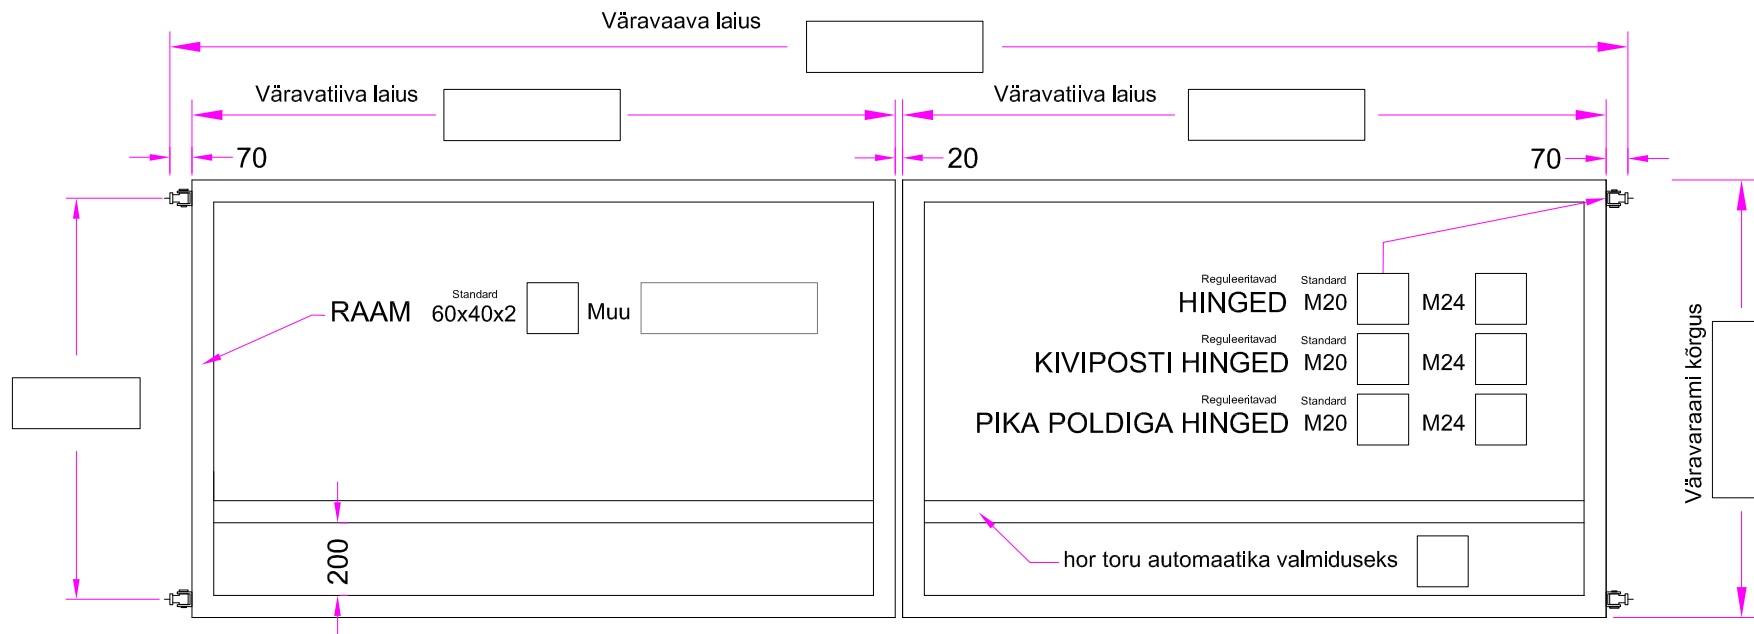 Väravaava laius
Väravatiiva laius
Väravatiiva laius
70
20
70
Reguleeritavad Standard
HINGED M20 M24
Standard
RAAM 60x40x2 Muu
Reguleeritavad Standard
KIVIPOSTI HINGED M20 M24
Reguleeritavad Standard
PIKA POLDIGA HINGED M20 M24
Väravaraami kõrgus
200
hor toru automaatika valmiduseks